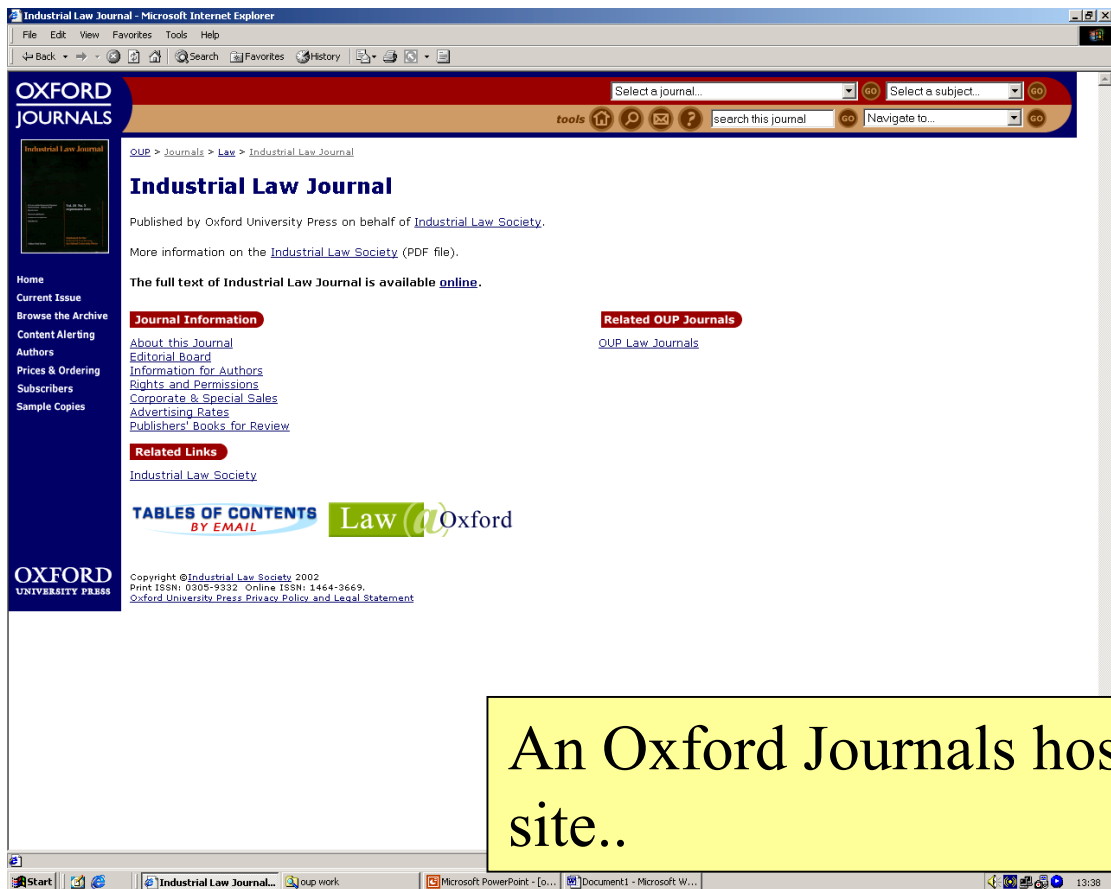 Industrial Law Journal - Microsoft Internet Explorer
File Edit View Favorites Tools Help
Back Search Favorites History
OXFORD
JOURNALS
Select a journal... GO Select a subject... GO
tools search this journal GO Navigate to... GO
Industrial Law Journal
OUP > Journals > Law > Industrial Law Journal
Industrial Law Journal
Published by Oxford University Press on behalf of Industrial Law Society.
More information on the Industrial Law Society (PDF file).
The full text of Industrial Law Journal is available online.
Home
Current Issue
Browse the Archive
Content Alerting
Authors
Prices & Ordering
Subscribers
Sample Copies
Journal Information
About this Journal
Editorial Board
Information for Authors
Rights and Permissions
Corporate & Special Sales
Advertising Rates
Publishers' Books for Review
Related OUP Journals
OUP Law Journals
Related Links
Industrial Law Society
TABLES OF CONTENTS
BY EMAIL
Law @ Oxford
OXFORD
UNIVERSITY PRESS
Copyright ©Industrial Law Society 2002
Print ISSN: 0305-9332 Online ISSN: 1464-3669.
Oxford University Press Privacy Policy and Legal Statement
An Oxford Journals hos
site..
Start Industrial Law Journal... oup work Microsoft PowerPoint - [o... Document1 - Microsoft W... 13:38